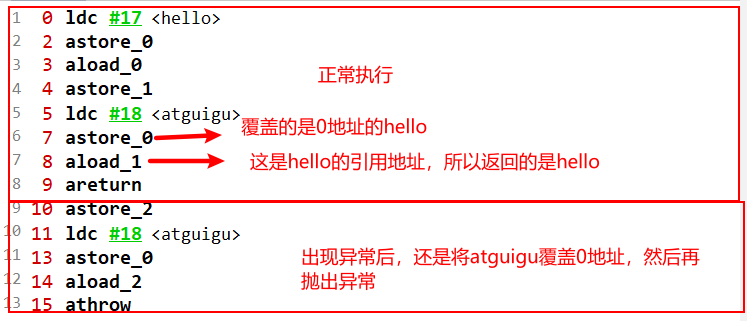 1 0 ldc #17 <hello>
2 2 astore_0
3 3 aload_0
正常执行
4 4 astore_1
5 5 ldc #18 <atguigu>
6 7 astore_0 覆盖的是0地址的hello
7 8 aload_1 这是hello的引用地址，所以返回的是hello
8 9 areturn
9 10 astore_2
10 11 ldc #18 <atguigu>
11 13 astore_0 出现异常后，还是将atguigu覆盖0地址，然后再
12 14 aload_2 抛出异常
13 15 athrow